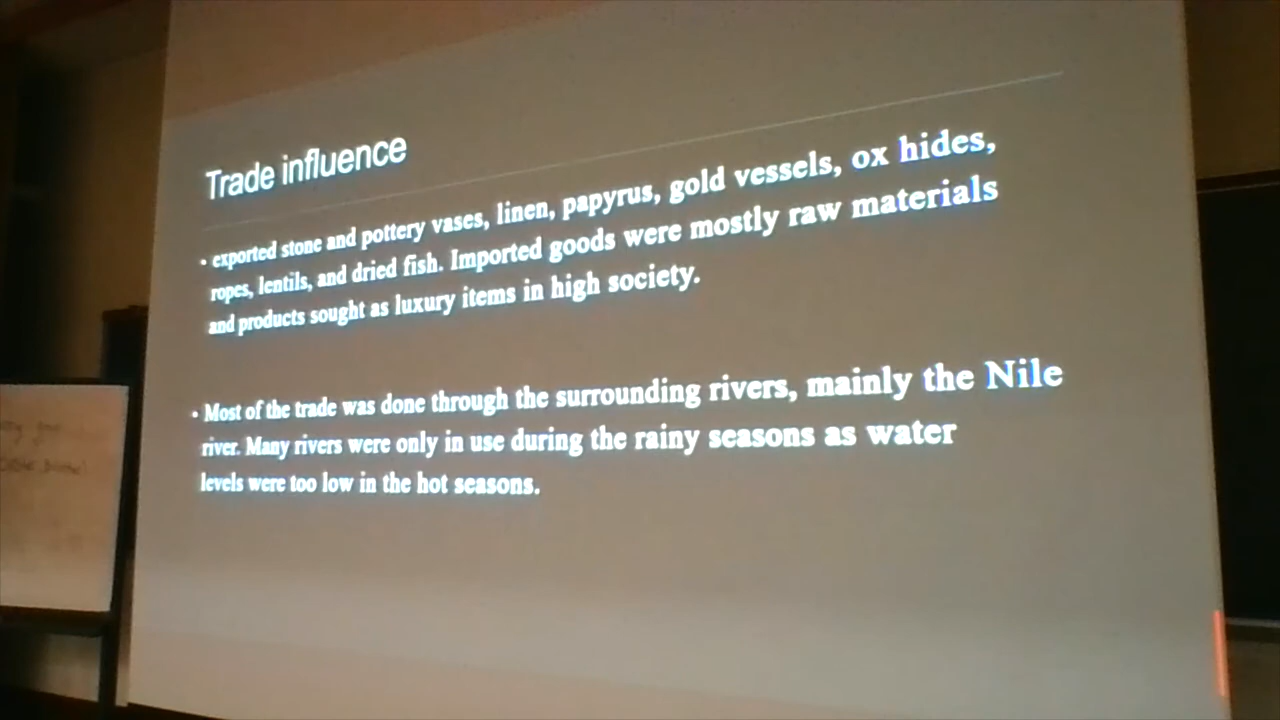 Trade influence
• exported stone and pottery vases, linen, papyrus, gold vessels, ox hides,
ropes, lentils, and dried fish. Imported goods were mostly raw materials
and products sought as luxury items in high society.
• Most of the trade was done through the surrounding rivers, mainly the Nile
river. Many rivers were only in use during the rainy seasons as water
levels were too low in the hot seasons.